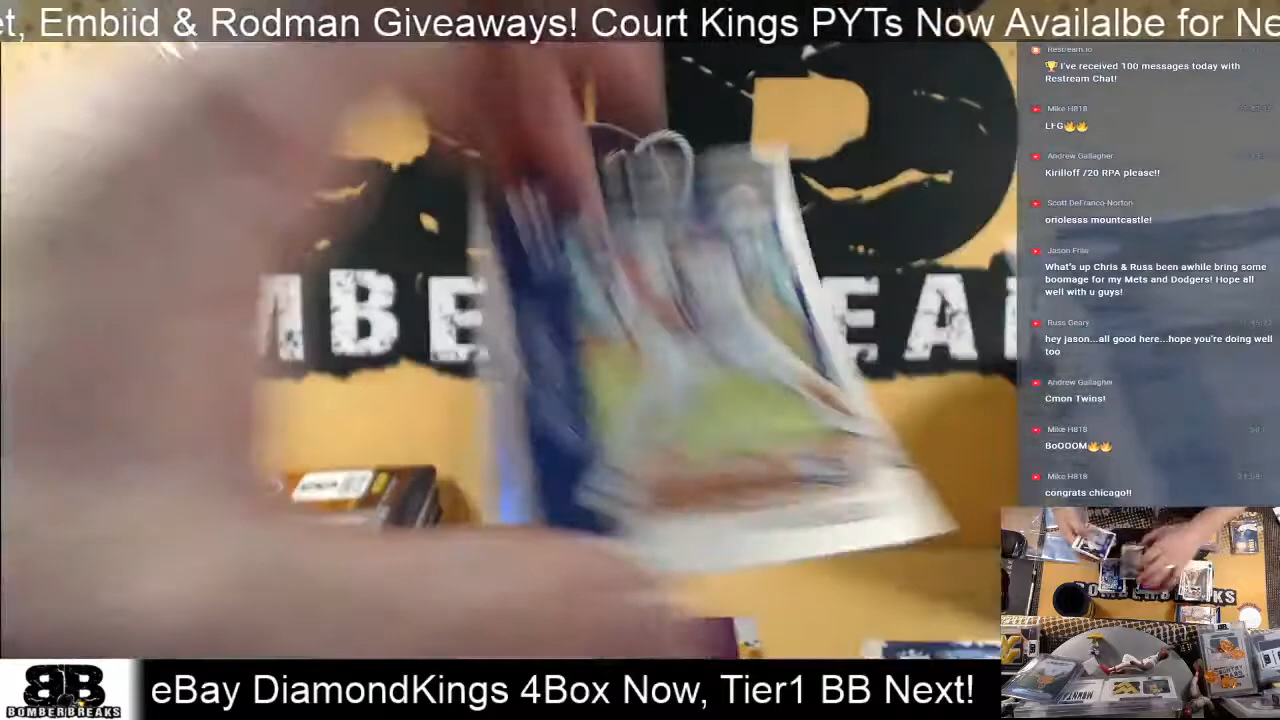 et, Embiid & Rodman Giveaways! Court Kings PYTs Now Availalbe for Ne
Restream.io
🏆 I've received 100 messages today with
Restream Chat!
Mike H818
LFG🔥🔥
Andrew Gallagher
Kirilloff /20 RPA please!!
Scott DeFranco-Norton
oriolesss mountcastle!
Jason Friau
What's up Chris & Russ been awhile bring some
boomage for my Mets and Dodgers! Hope all
well with u guys!
Russ Geary
hey jason...all good here...hope you're doing well
too
Andrew Gallagher
Cmon Twins!
Mike H818
BoOOOM🔥🔥
Mike H818
congrats chicago!!
MBE
EA
BB
BOMBERBREAKS
eBay DiamondKings 4Box Now, Tier1 BB Next!